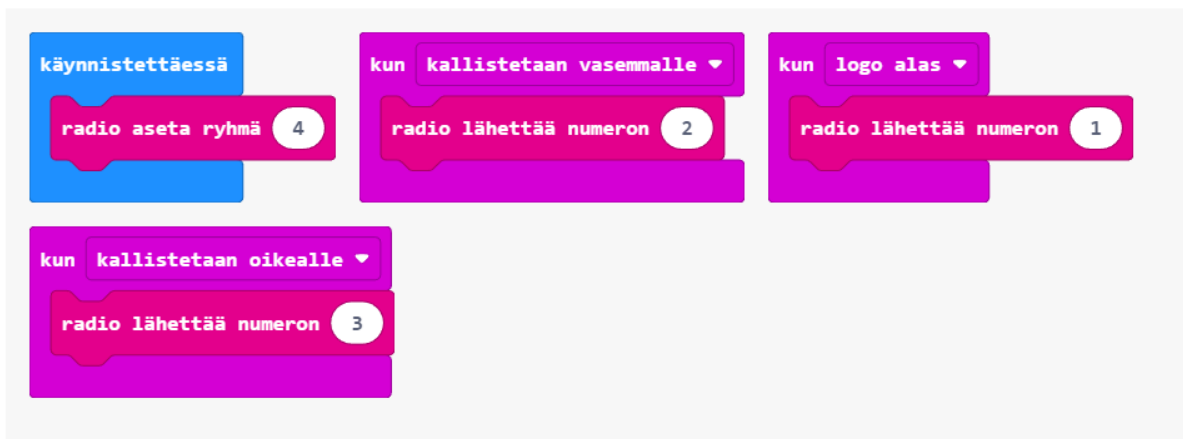 käynnistettäessä
radio aseta ryhmä 4
kun kallistetaan vasemmalle
radio lähettää numeron 2
kun logo alas
radio lähettää numeron 1
kun kallistetaan oikealle
radio lähettää numeron 3